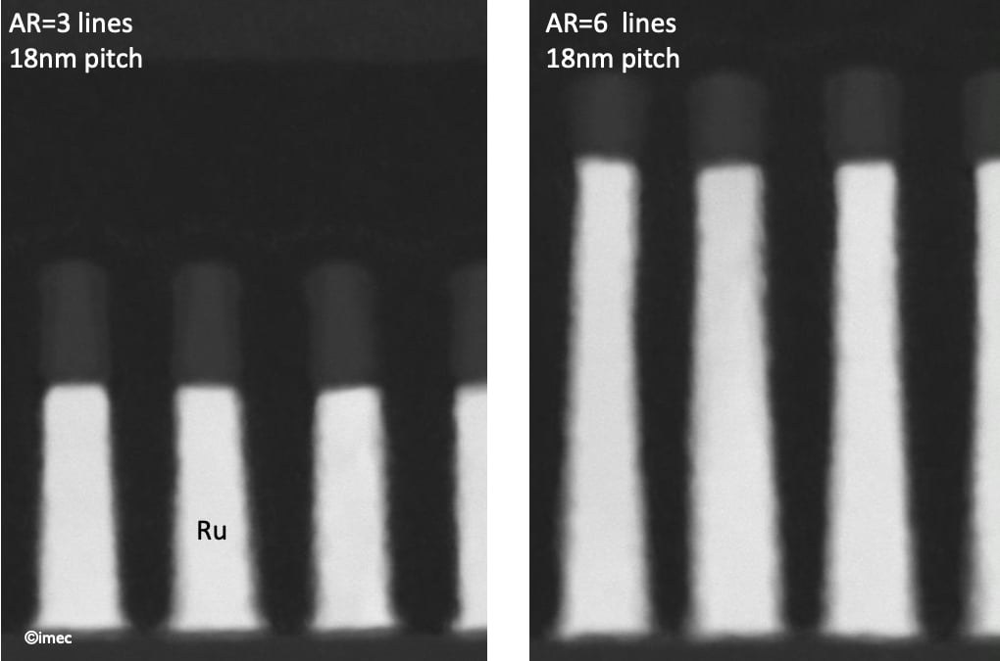 AR=3 lines
18nm pitch
Ru
©imec
AR=6  lines
18nm pitch